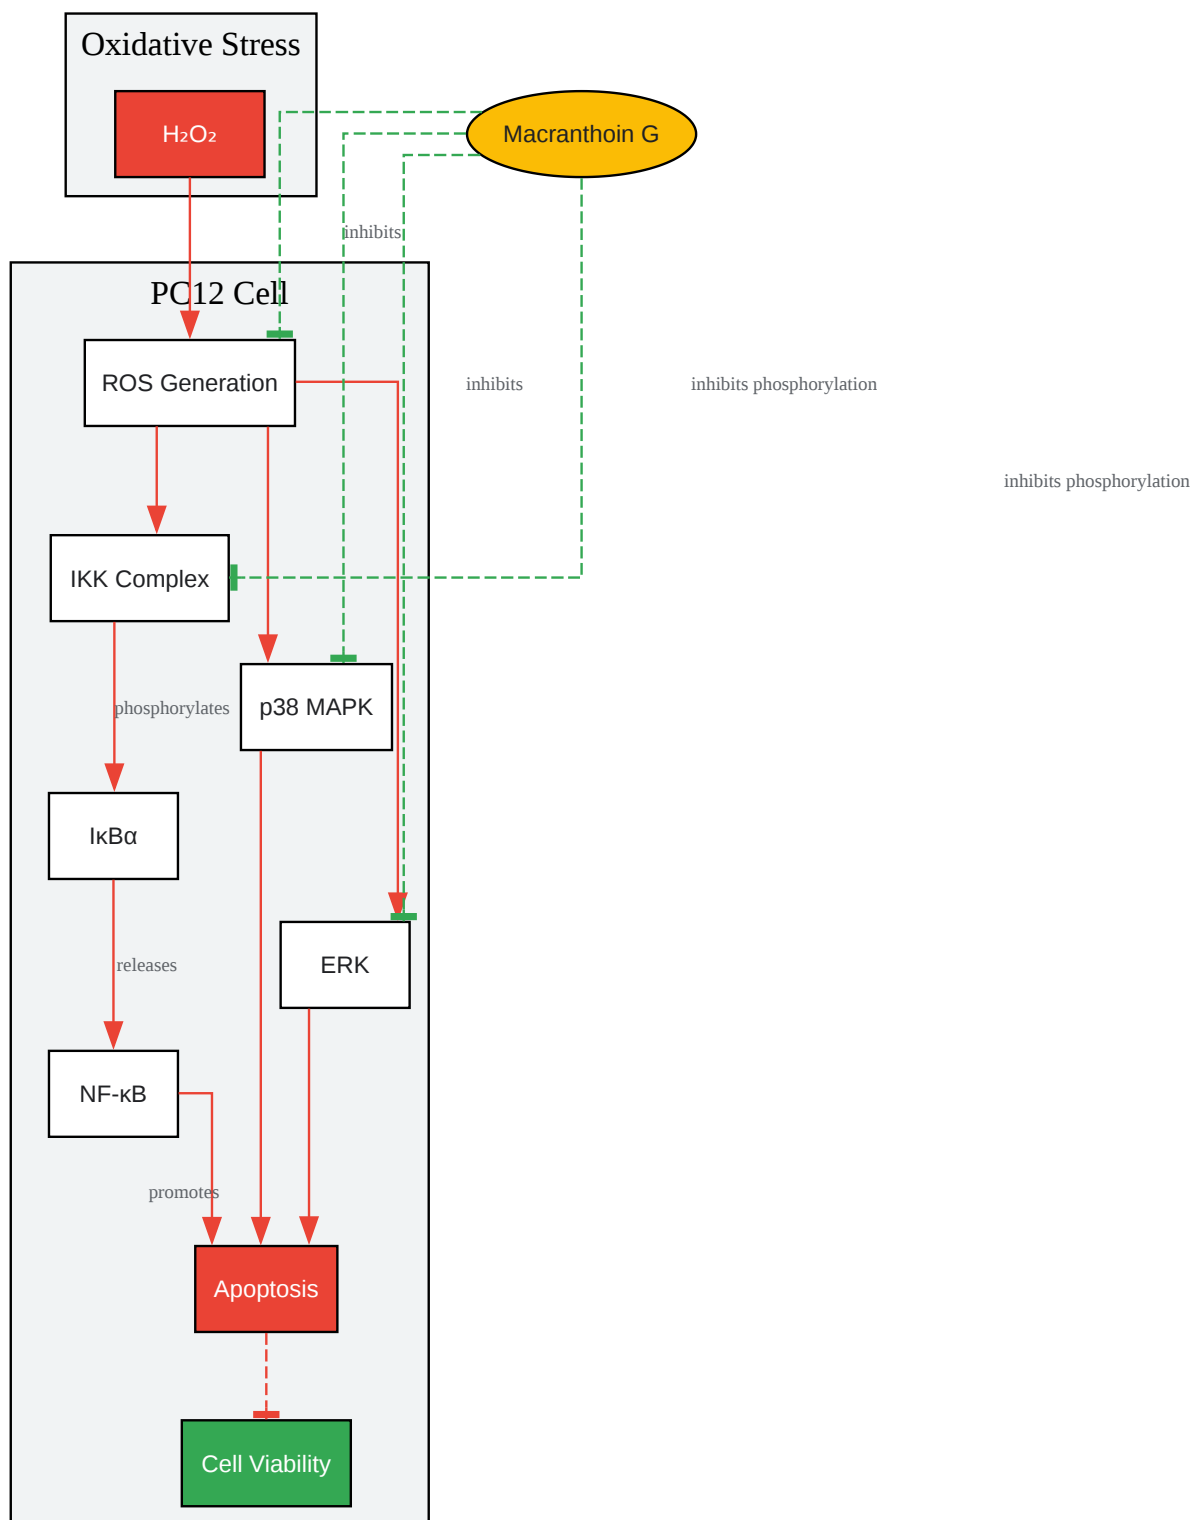 Oxidative Stress
H₂O₂
Macranthoin G
inhibits
PC12 Cell
ROS Generation
inhibits
inhibits phosphorylation
inhibits phosphorylation
IKK Complex
phosphorylates
p38 MAPK
IκBα
releases
ERK
NF-κB
promotes
Apoptosis
Cell Viability